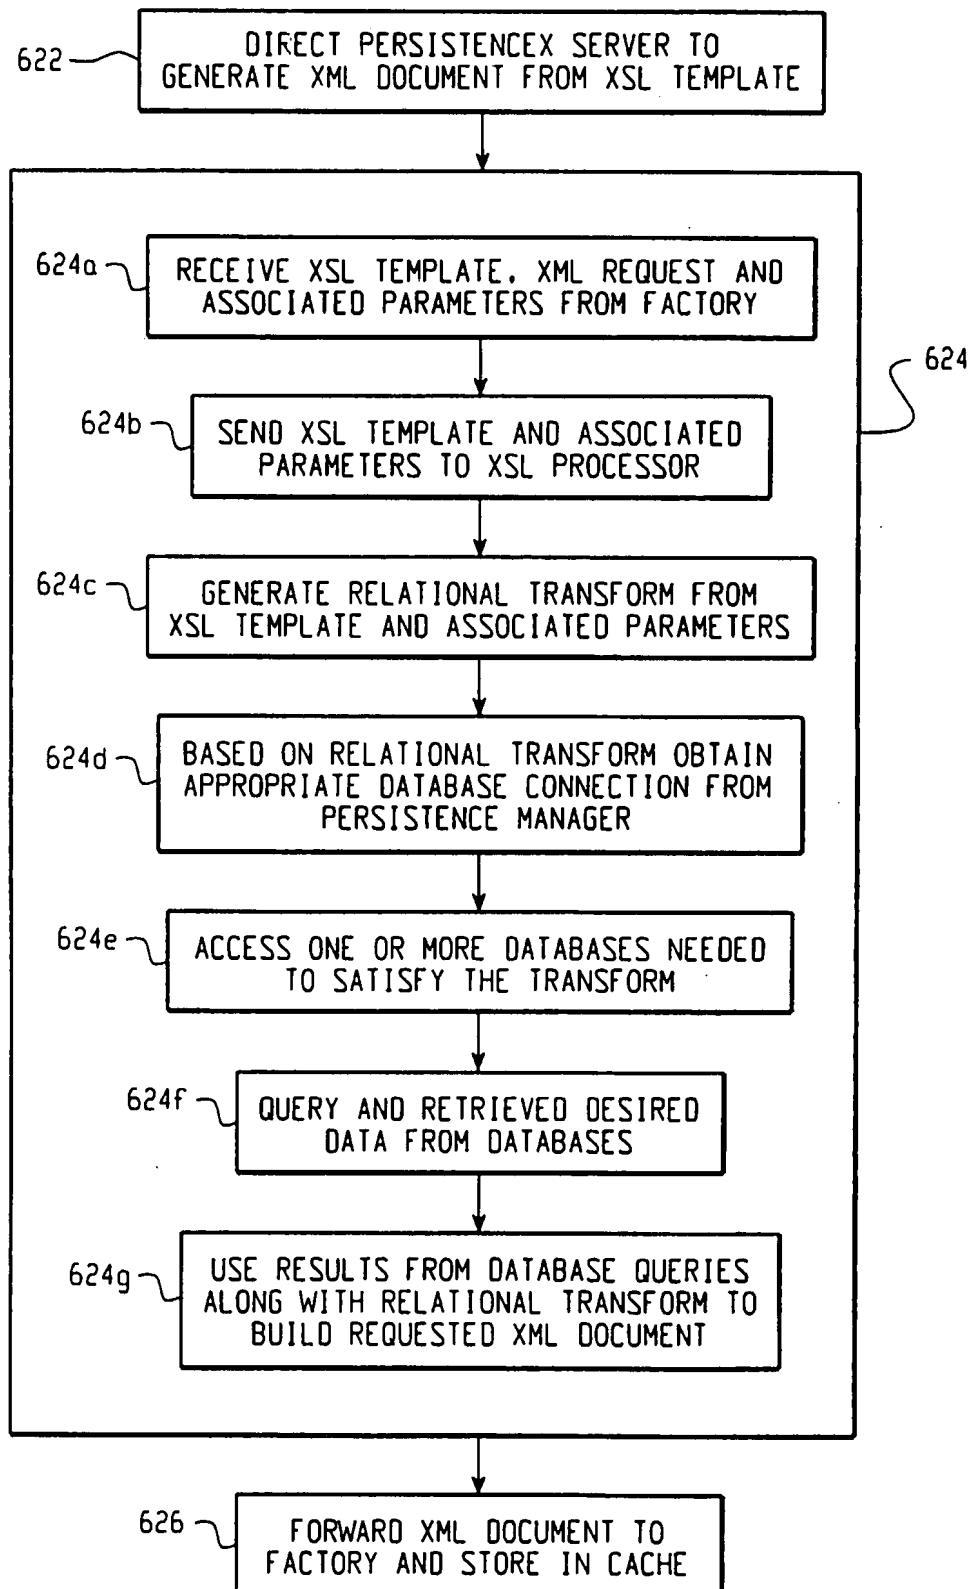 622
DIRECT PERSISTENCEX SERVER TO
GENERATE XML DOCUMENT FROM XSL TEMPLATE
624
624a
RECEIVE XSL TEMPLATE, XML REQUEST AND
ASSOCIATED PARAMETERS FROM FACTORY
624b
SEND XSL TEMPLATE AND ASSOCIATED
PARAMETERS TO XSL PROCESSOR
624c
GENERATE RELATIONAL TRANSFORM FROM
XSL TEMPLATE AND ASSOCIATED PARAMETERS
624d
BASED ON RELATIONAL TRANSFORM OBTAIN
APPROPRIATE DATABASE CONNECTION FROM
PERSISTENCE MANAGER
624e
ACCESS ONE OR MORE DATABASES NEEDED
TO SATISFY THE TRANSFORM
624f
QUERY AND RETRIEVED DESIRED
DATA FROM DATABASES
624g
USE RESULTS FROM DATABASE QUERIES
ALONG WITH RELATIONAL TRANSFORM TO
BUILD REQUESTED XML DOCUMENT
626
FORWARD XML DOCUMENT TO
FACTORY AND STORE IN CACHE